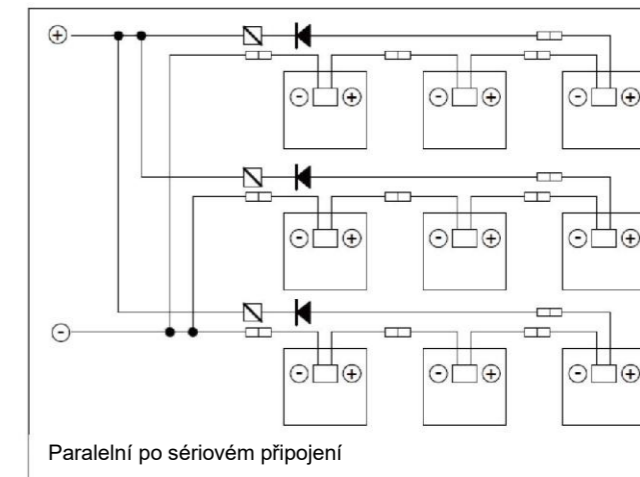 +
- + - + - +
- + - + - +
-
- + - + - +
Paralelní po sériovém připojení